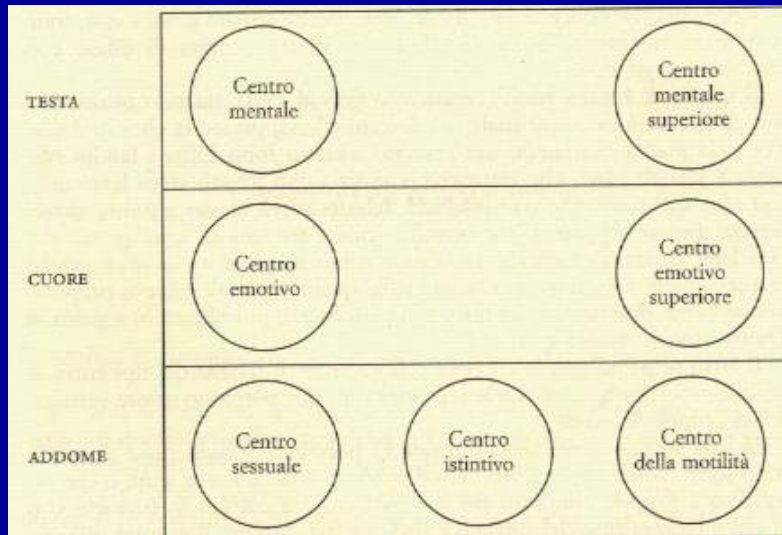 TESTA
Centro
mentale
Centro
mentale
superiore
CUORE
Centro
emotivo
Centro
emotivo
superiore
ADDOME
Centro
sessuale
Centro
istintivo
Centro
della motilità